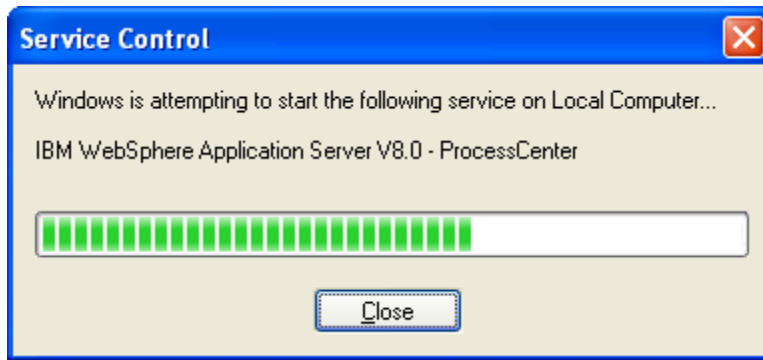 Service Control
Windows is attempting to start the following service on Local Computer...
IBM WebSphere Application Server V8.0 - ProcessCenter
Close